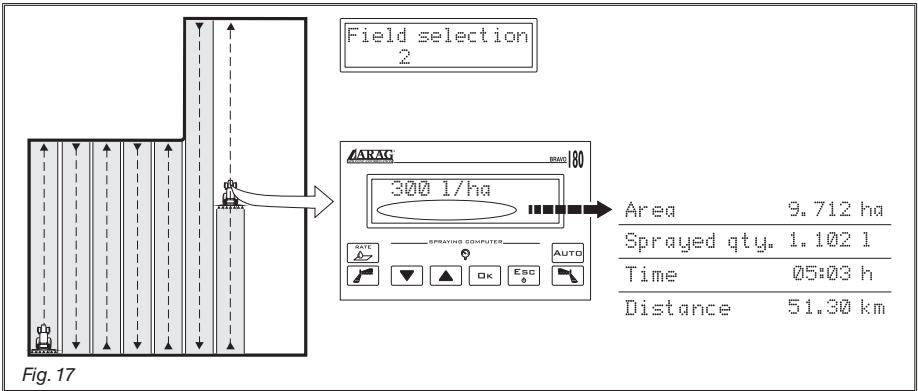 Field selection
2
ARAG
BRAVO 180
300 l/ha
SPRAYING COMPUTER
RATE
AUTO
OK
ESC
Area 9.712 ha
Sprayed qty. 1.102 l
Time 05:03 h
Distance 51.30 km
Fig. 17